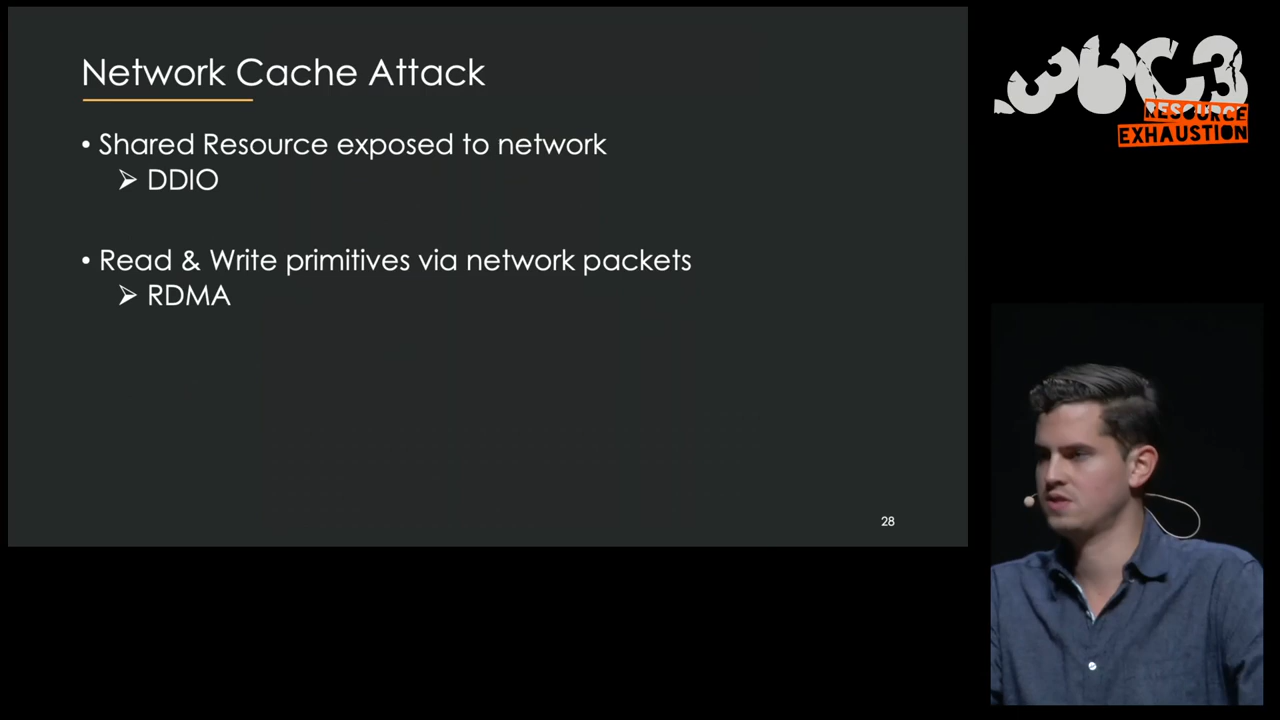 Network Cache Attack
• Shared Resource exposed to network
➢ DDIO
• Read & Write primitives via network packets
➢ RDMA
28
36C3
RESOURCE
EXHAUSTION